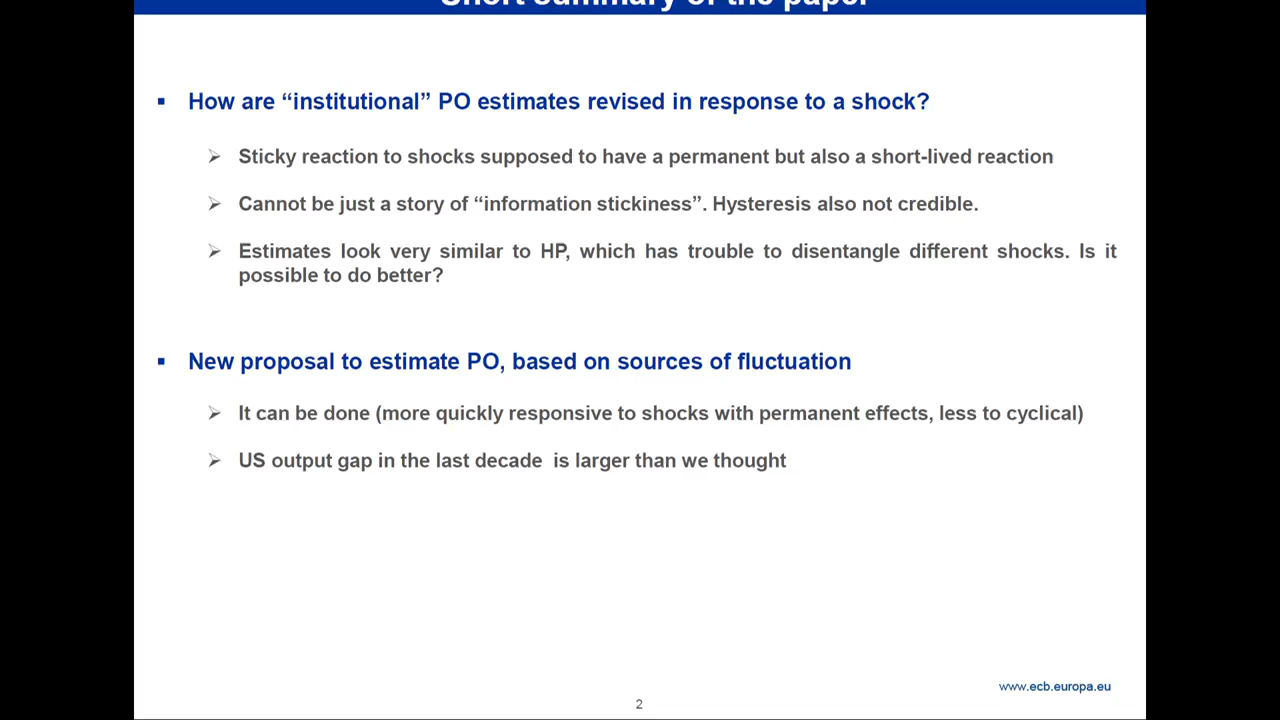 Short summary of the paper
▪ How are “institutional” PO estimates revised in response to a shock?
➢ Sticky reaction to shocks supposed to have a permanent but also a short-lived reaction
➢ Cannot be just a story of “information stickiness”. Hysteresis also not credible.
➢ Estimates look very similar to HP, which has trouble to disentangle different shocks. Is it
possible to do better?
▪ New proposal to estimate PO, based on sources of fluctuation
➢ It can be done (more quickly responsive to shocks with permanent effects, less to cyclical)
➢ US output gap in the last decade is larger than we thought
www.ecb.europa.eu
2